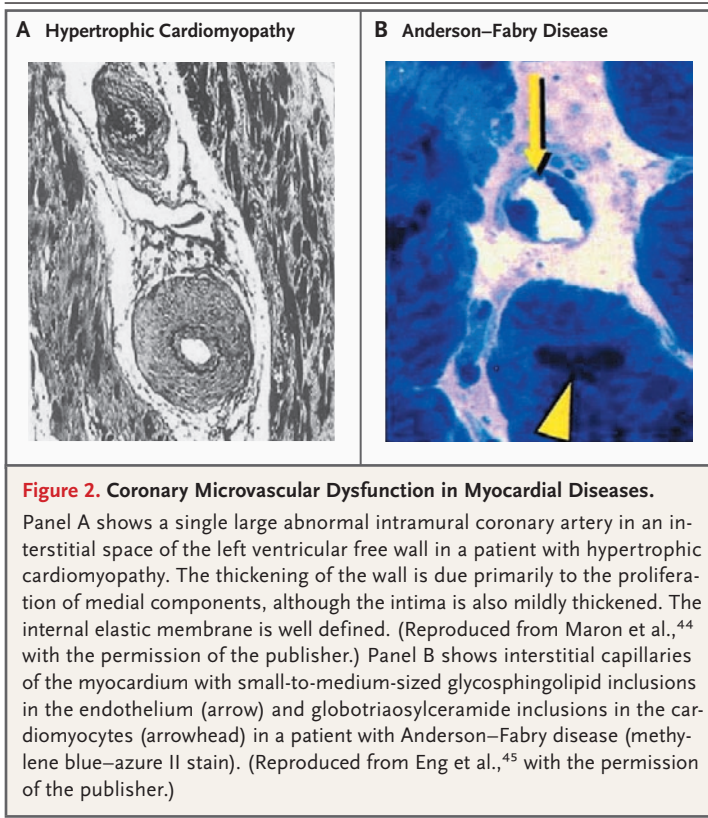 A Hypertrophic Cardiomyopathy
B Anderson–Fabry Disease
Figure 2. Coronary Microvascular Dysfunction in Myocardial Diseases.
Panel A shows a single large abnormal intramural coronary artery in an in-
terstitial space of the left ventricular free wall in a patient with hypertrophic
cardiomyopathy. The thickening of the wall is due primarily to the prolifera-
tion of medial components, although the intima is also mildly thickened. The
internal elastic membrane is well defined. (Reproduced from Maron et al.,⁴⁴
with the permission of the publisher.) Panel B shows interstitial capillaries
of the myocardium with small-to-medium-sized glycosphingolipid inclusions
in the endothelium (arrow) and globotriaosylceramide inclusions in the car-
diomyocytes (arrowhead) in a patient with Anderson–Fabry disease (methy-
lene blue–azure II stain). (Reproduced from Eng et al.,⁴⁵ with the permission
of the publisher.)